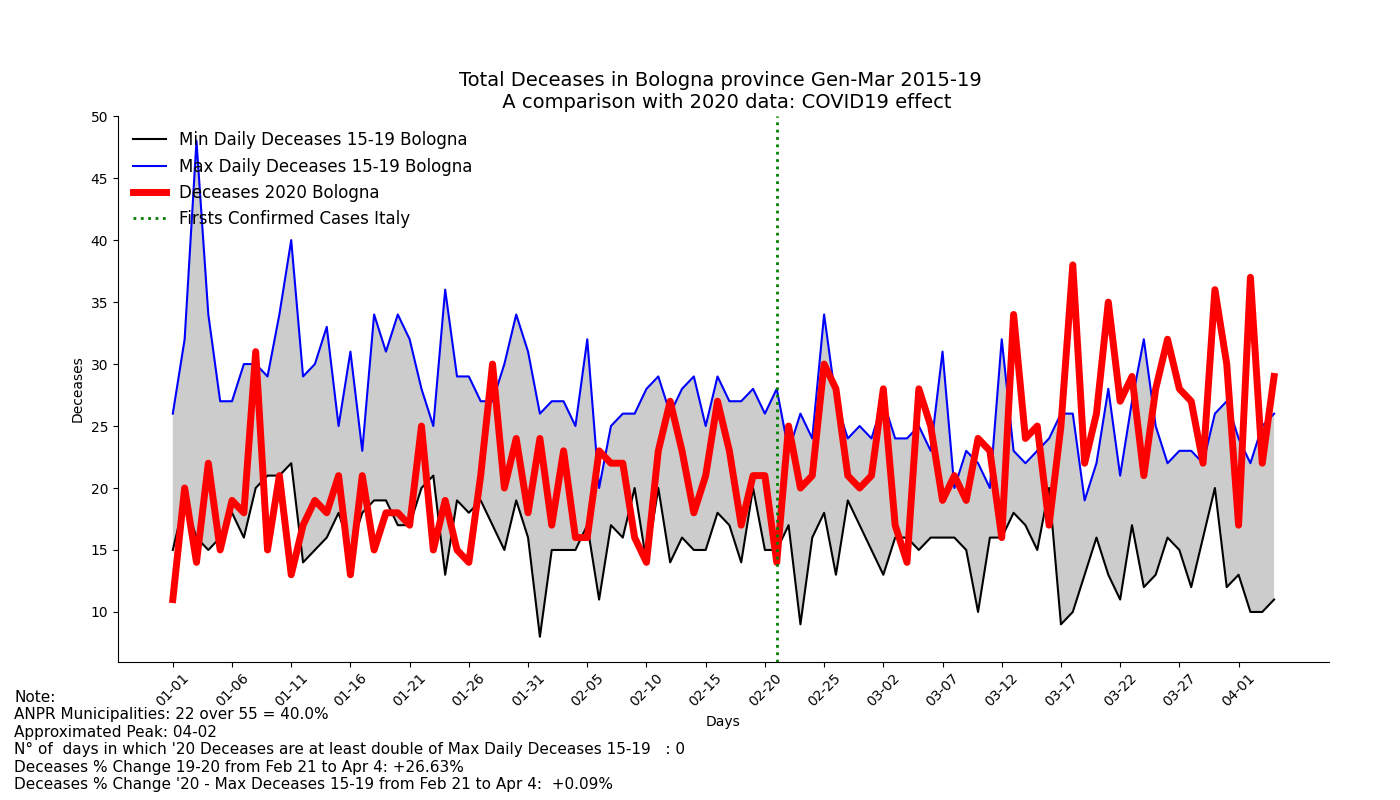 Total Deceases in Bologna province Gen-Mar 2015-19
A comparison with 2020 data: COVID19 effect
Min Daily Deceases 15-19 Bologna
Max Daily Deceases 15-19 Bologna
Deceases 2020 Bologna
Firsts Confirmed Cases Italy
Deceases
50
45
40
35
30
25
20
15
10
01-01 01-06 01-11 01-16 01-21 01-26 01-31 02-05 02-10 02-15 02-20 02-25 03-02 03-07 03-12 03-17 03-22 03-27 04-01
Days
Note:
ANPR Municipalities: 22 over 55 = 40.0%
Approximated Peak: 04-02
N° of  days in which '20 Deceases are at least double of Max Daily Deceases 15-19   : 0
Deceases % Change 19-20 from Feb 21 to Apr 4: +26.63%
Deceases % Change '20 - Max Deceases 15-19 from Feb 21 to Apr 4:  +0.09%